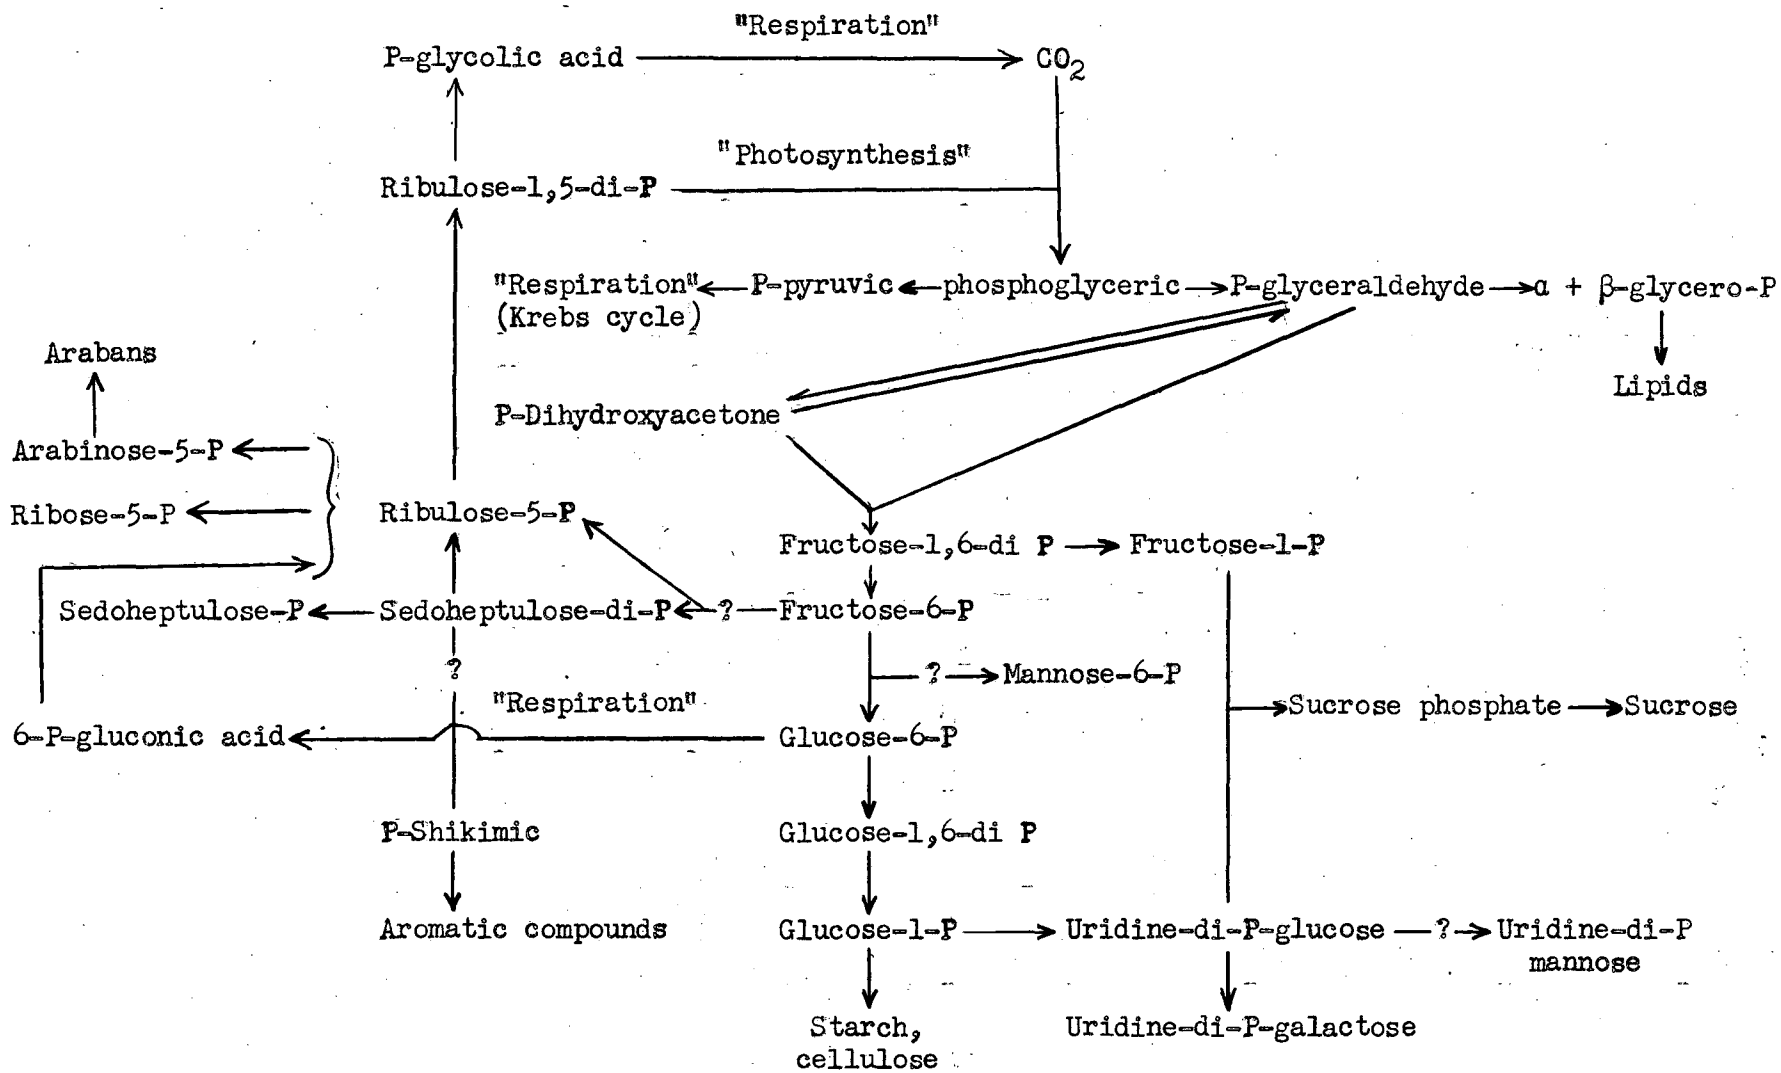 "Respiration"
P-glycolic acid CO2
"Photosynthesis"
Ribulose-1,5-di-P
"Respiration" P-pyruvic phosphoglyceric P-glyceraldehyde α + β-glycero-P
(Krebs cycle)
Arabans
Lipids
P-Dihydroxyacetone
Arabinose-5-P
Ribose-5-P Ribulose-5-P
Fructose-1,6-di P Fructose-1-P
Sedoheptulose-P Sedoheptulose-di-P ? Fructose-6-P
?
? Mannose-6-P
"Respiration"
Sucrose phosphate Sucrose
6-P-gluconic acid Glucose-6-P
P-Shikimic Glucose-1,6-di P
Aromatic compounds Glucose-1-P Uridine-di-P-glucose ? Uridine-di-P
mannose
Starch, Uridine-di-P-galactose
cellulose